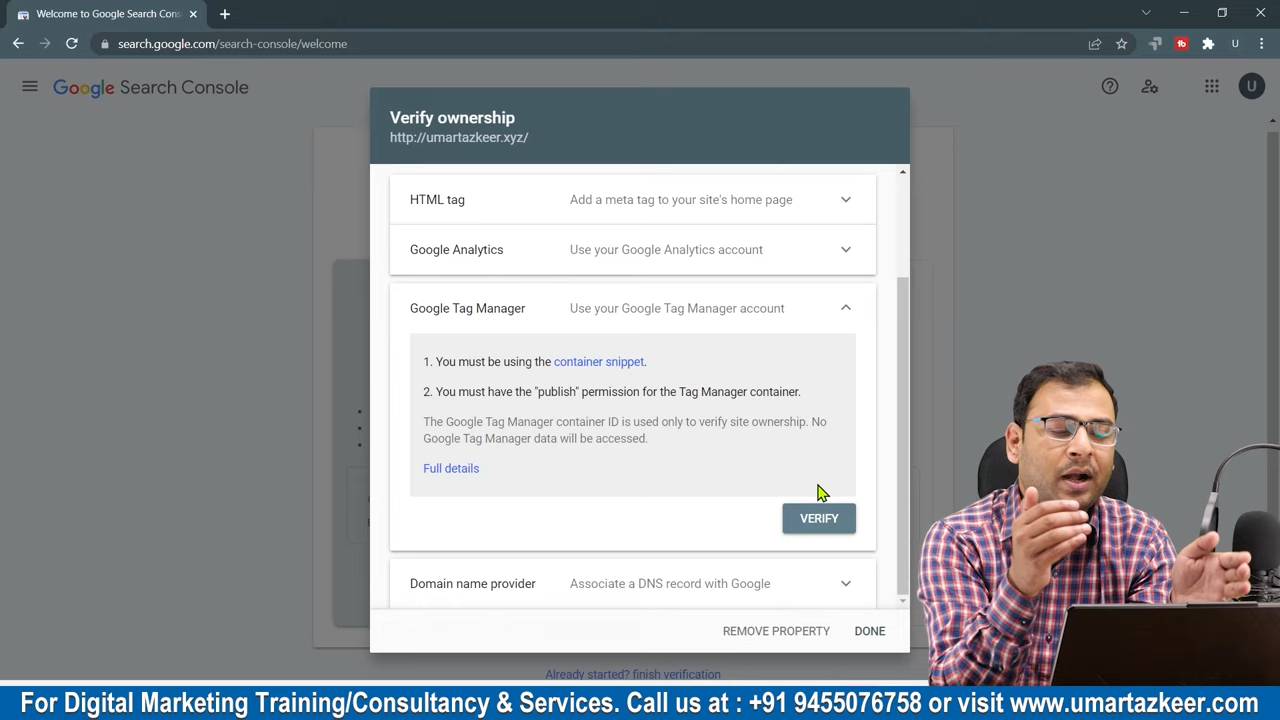 Welcome to Google Search Cons
search.google.com/search-console/welcome
U
Google Search Console
U
Verify ownership
http://umartazkeer.xyz/
HTML tag Add a meta tag to your site's home page
Google Analytics Use your Google Analytics account
Google Tag Manager Use your Google Tag Manager account
1. You must be using the container snippet.
2. You must have the "publish" permission for the Tag Manager container.
The Google Tag Manager container ID is used only to verify site ownership. No
Google Tag Manager data will be accessed.
Full details
VERIFY
Domain name provider Associate a DNS record with Google
REMOVE PROPERTY DONE
Already started? finish verification
For Digital Marketing Training/Consultancy & Services. Call us at : +91 9455076758 or visit www.umartazkeer.com